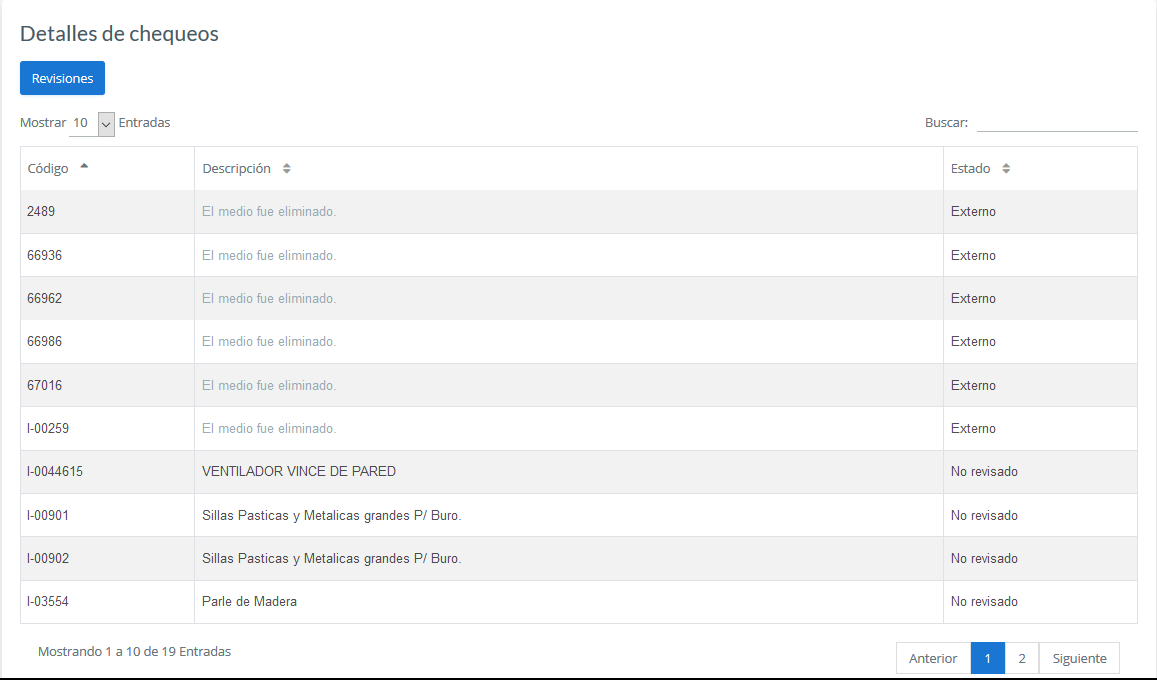 Detalles de chequeos
Revisiones
Mostrar 10 Entradas Buscar:
Código Descripción Estado
2489 El medio fue eliminado. Externo
66936 El medio fue eliminado. Externo
66962 El medio fue eliminado. Externo
66986 El medio fue eliminado. Externo
67016 El medio fue eliminado. Externo
I-00259 El medio fue eliminado. Externo
I-0044615 VENTILADOR VINCE DE PARED No revisado
I-00901 Sillas Pasticas y Metalicas grandes P/ Buro. No revisado
I-00902 Sillas Pasticas y Metalicas grandes P/ Buro. No revisado
I-03554 Parle de Madera No revisado
Mostrando 1 a 10 de 19 Entradas
Anterior 1 2 Siguiente